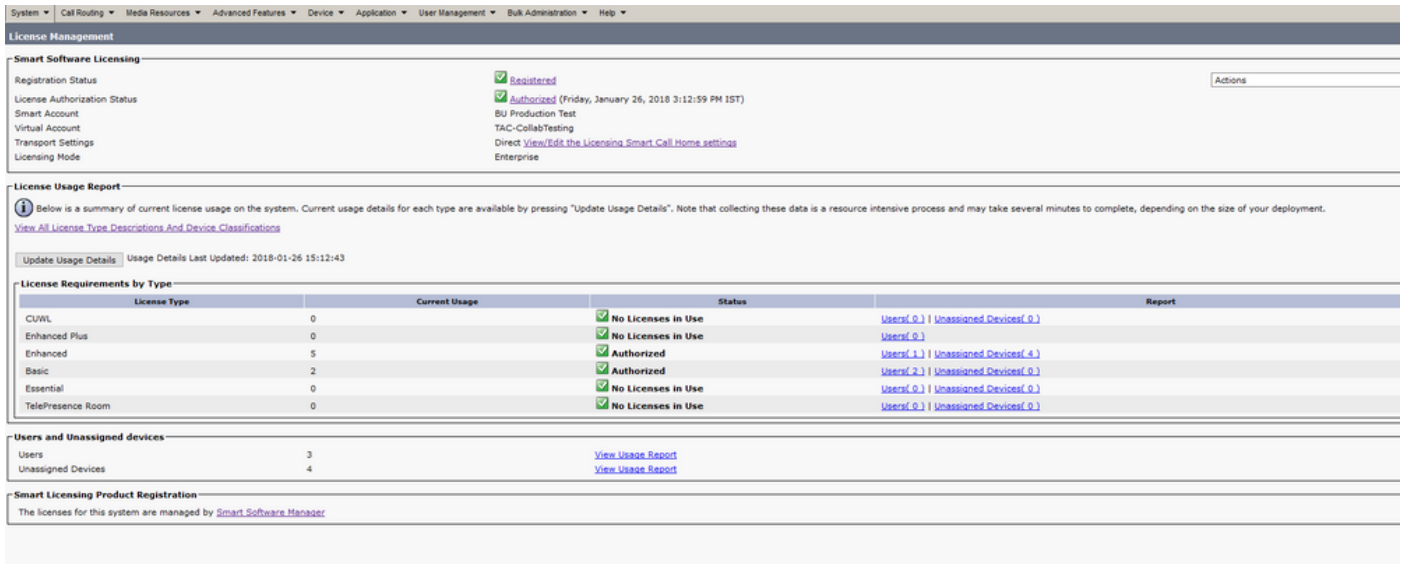 System Call Routing Media Resources Advanced Features Device Application User Management Bulk Administration Help
License Management
Smart Software Licensing
Registration Status Registered Actions
License Authorization Status Authorized (Friday, January 26, 2018 3:12:59 PM IST)
Smart Account BU Production Test
Virtual Account TAC-CollabTesting
Transport Settings Direct View/Edit the Licensing Smart Call Home settings
Licensing Mode Enterprise
License Usage Report
Below is a summary of current license usage on the system. Current usage details for each type are available by pressing "Update Usage Details". Note that collecting these data is a resource intensive process and may take several minutes to complete, depending on the size of your deployment.
View All License Type Descriptions And Device Classifications
Update Usage Details Usage Details Last Updated: 2018-01-26 15:12:43
License Requirements by Type
License Type Current Usage Status Report
CUWL 0 No Licenses in Use Users( 0 ) | Unassigned Devices( 0 )
Enhanced Plus 0 No Licenses in Use Users( 0 )
Enhanced 5 Authorized Users( 1 ) | Unassigned Devices( 4 )
Basic 2 Authorized Users( 2 ) | Unassigned Devices( 0 )
Essential 0 No Licenses in Use Users( 0 ) | Unassigned Devices( 0 )
TelePresence Room 0 No Licenses in Use Users( 0 ) | Unassigned Devices( 0 )
Users and Unassigned devices
Users 3 View Usage Report
Unassigned Devices 4 View Usage Report
Smart Licensing Product Registration
The licenses for this system are managed by Smart Software Manager